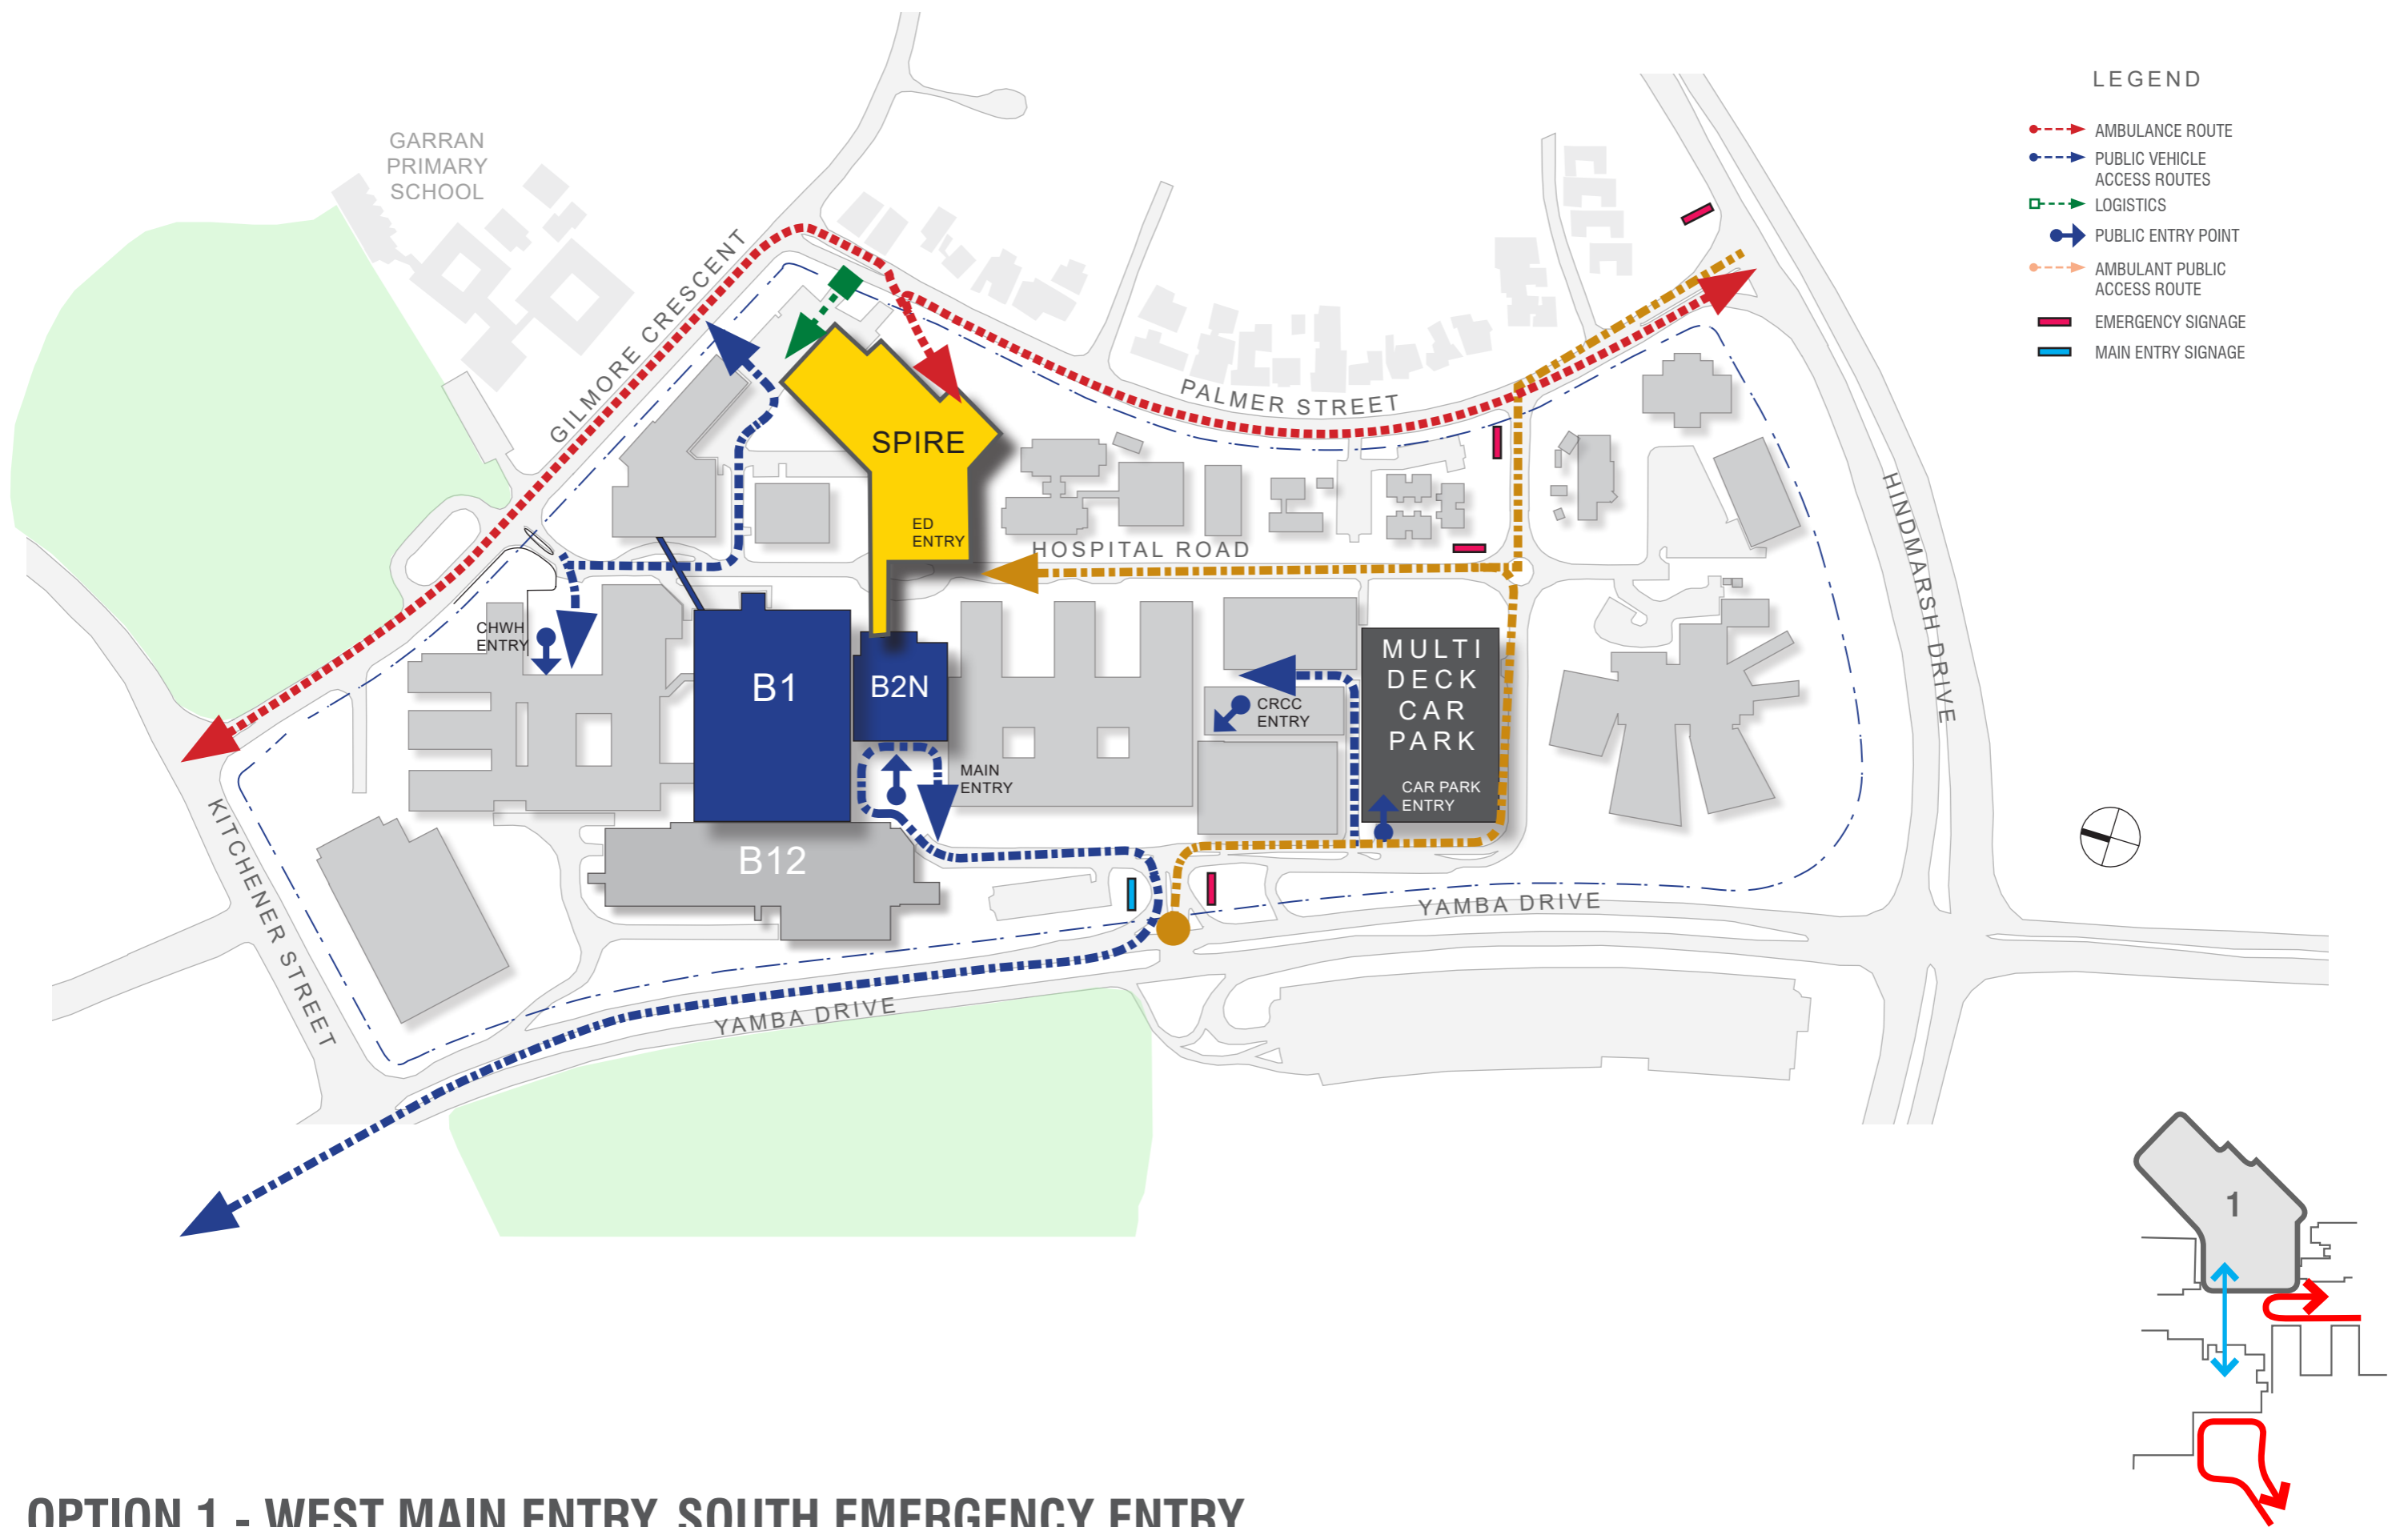 LEGEND
AMBULANCE ROUTE
PUBLIC VEHICLE
ACCESS ROUTES
LOGISTICS
PUBLIC ENTRY POINT
AMBULANT PUBLIC
ACCESS ROUTE
EMERGENCY SIGNAGE
MAIN ENTRY SIGNAGE
GARRAN
PRIMARY
SCHOOL
GILMORE CRESCENT
PALMER STREET
SPIRE
ED
ENTRY
HOSPITAL ROAD
HINDMARSH DRIVE
CHWH
ENTRY
B1
B2N
MULTI
DECK
CAR
PARK
CRCC
ENTRY
MAIN
ENTRY
CAR PARK
ENTRY
KITCHENER STREET
B12
YAMBA DRIVE
YAMBA DRIVE
1
OPTION 1 - WEST MAIN ENTRY, SOUTH EMERGENCY ENTRY